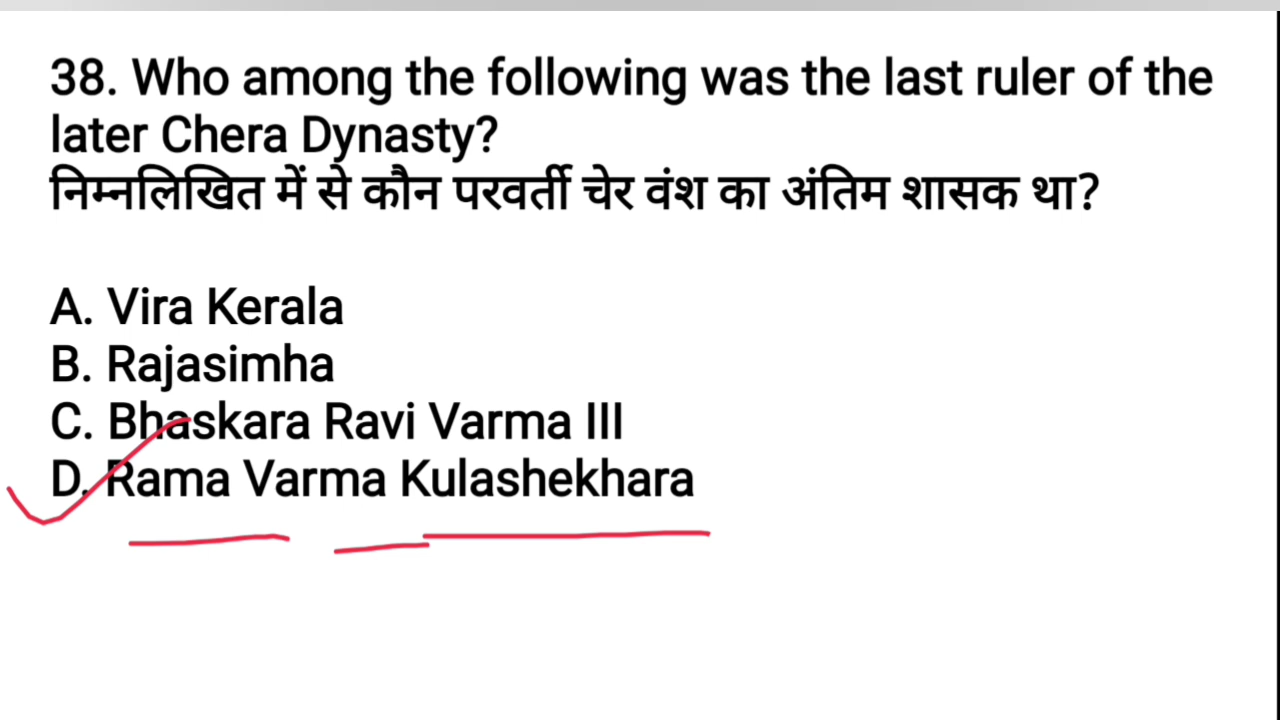 38. Who among the following was the last ruler of the
later Chera Dynasty?
निम्नलिखित में से कौन परवर्ती चेर वंश का अंतिम शासक था?
A. Vira Kerala
B. Rajasimha
C. Bhaskara Ravi Varma III
D. Rama Varma Kulashekhara